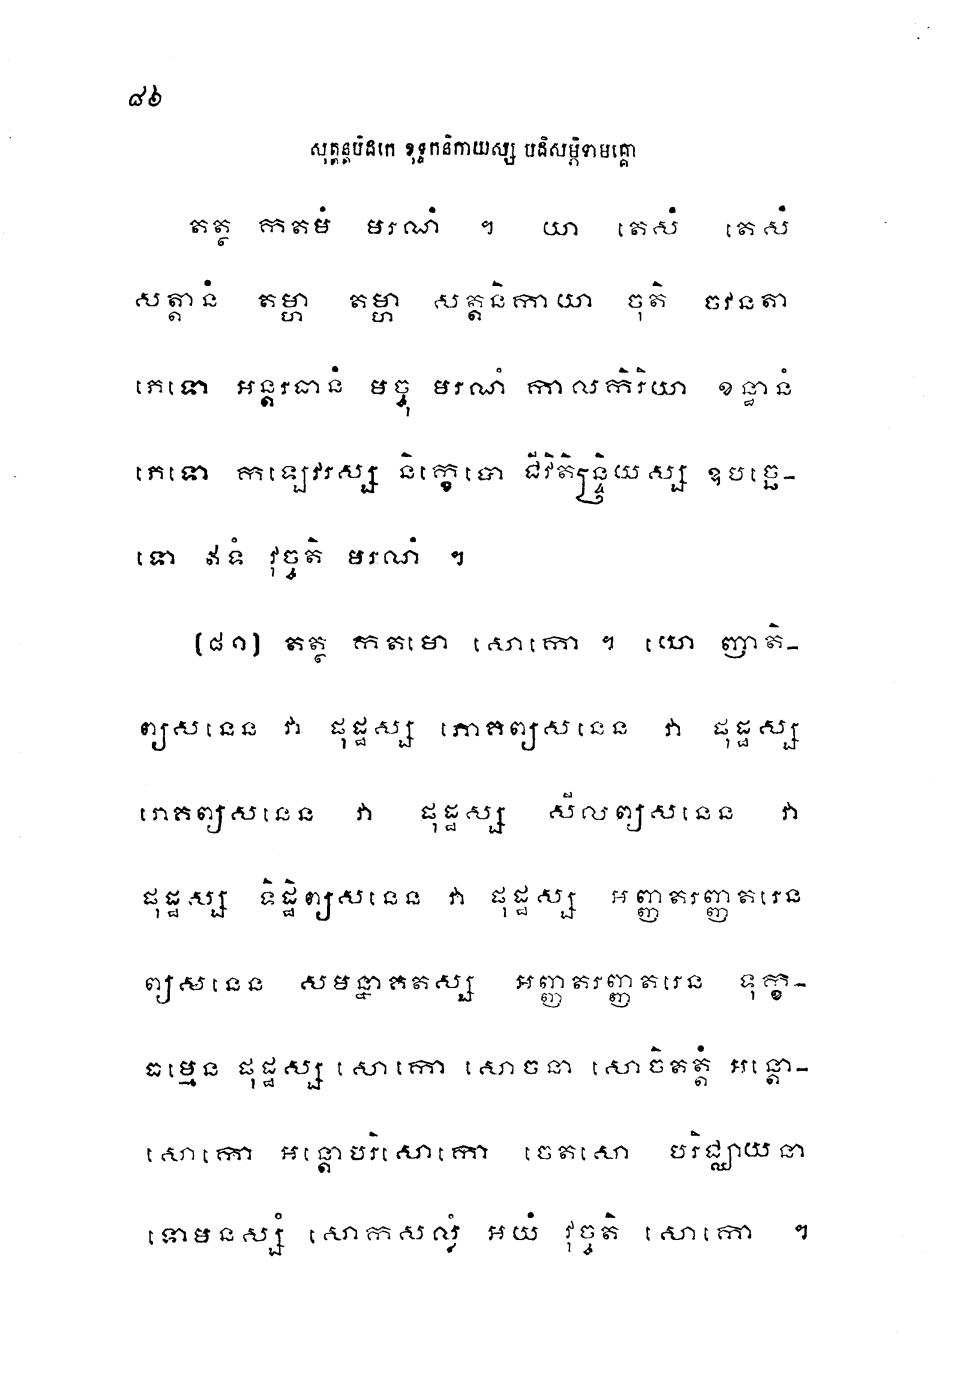 ៨៦
សុត្តន្តបិដកេ ខុទ្ទកនិកាយស្ស បដិសម្ភិទាមគ្គោ
តត្ថ កតមំ មរណំ ។ យា តេសំ តេសំ
សត្តានំ តម្ហា តម្ហា សត្តនិកាយា ចុតិ ចវនតា
ភេទោ អន្តរធានំ មច្ចុ មរណំ កាលកិរិយា ខន្ធានំ
ភេទោ កឡេវរស្ស និក្ខេបោ ជីវិតិន្ទ្រិយស្ស ឧបច្ឆេ-
ទោ ឥទំ វុច្ចតិ មរណំ ។
(៨១) តត្ថ កតមោ សោកោ ។ យោ ញាតិ-
ព្យសនេន វា ផុដ្ឋស្ស ភោគព្យសនេន វា ផុដ្ឋស្ស
រោគព្យសនេន វា ផុដ្ឋស្ស សីលព្យសនេន វា
ផុដ្ឋស្ស ទិដ្ឋិព្យសនេន វា ផុដ្ឋស្ស អញ្ញតរញ្ញតរេន
ព្យសនេន សមន្នាគតស្ស អញ្ញតរញ្ញតរេន ទុក្ខ-
ធម្មេន ផុដ្ឋស្ស សោកោ សោចនា សោចិតត្តំ អន្តោ-
សោកោ អន្តោបរិសោកោ ចេតសោ បរិជ្ឈាយនា
ទោមនស្សំ សោកសល្លំ អយំ វុច្ចតិ សោកោ ។